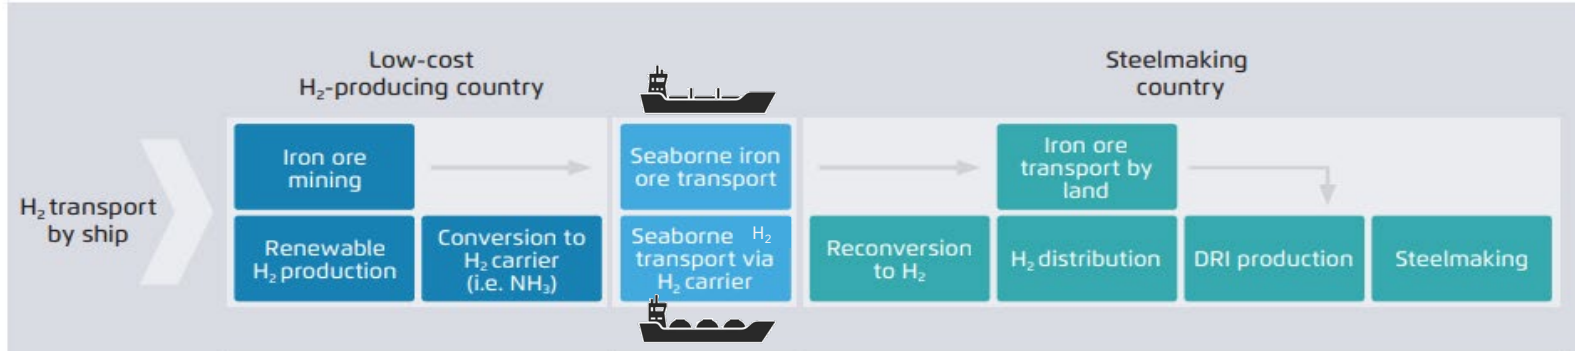 Low-cost
H₂-producing country
Steelmaking
country
H₂ transport
by ship
Iron ore
mining
Seaborne iron
ore transport
Iron ore
transport by
land
Renewable
H₂ production
Conversion to
H₂ carrier
(i.e. NH₃)
Seaborne H₂
transport via
H₂ carrier
Reconversion
to H₂
H₂ distribution
DRI production
Steelmaking